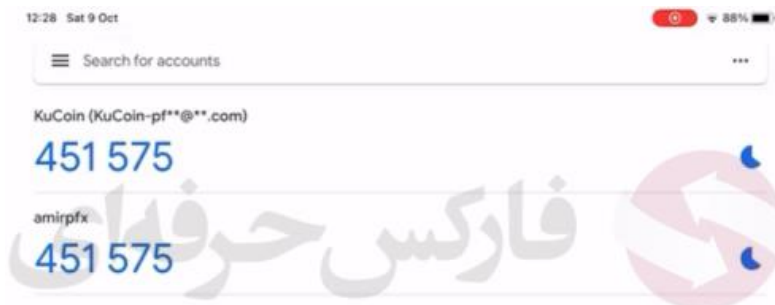 12:28 Sat 9 Oct
88%
Search for accounts
KuCoin (KuCoin-pf**@**.com)
451 575
amirpfx
451 575
فارکس حرفه‌ای